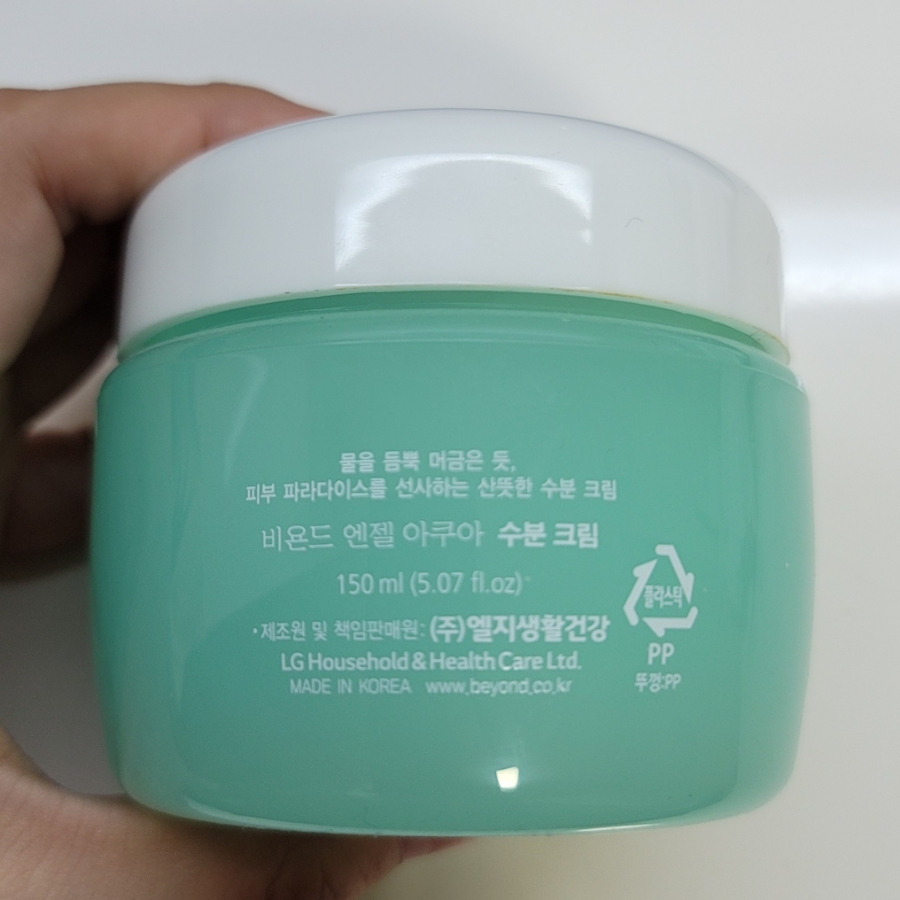 물을 듬뿍 머금은 듯,
피부 파라다이스를 선사하는 산뜻한 수분 크림
비욘드 엔젤 아쿠아 수분 크림
150 ml (5.07 fl.oz)
·제조원 및 책임판매원: (주)엘지생활건강
LG Household & Health Care Ltd.
MADE IN KOREA www.beyond.co.kr
플라스틱
PP
뚜껑:PP